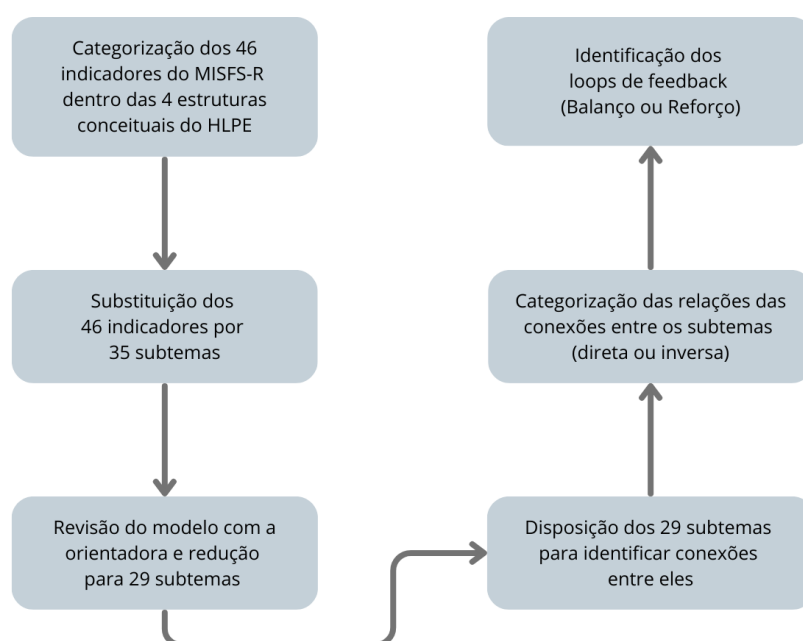 Categorização dos 46
indicadores do MISFS-R
dentro das 4 estruturas
conceituais do HLPE
Substituição dos
46 indicadores por
35 subtemas
Revisão do modelo com a
orientadora e redução
para 29 subtemas
Disposição dos 29 subtemas
para identificar conexões
entre eles
Categorização das relações das
conexões entre os subtemas
(direta ou inversa)
Identificação dos
loops de feedback
(Balanço ou Reforço)